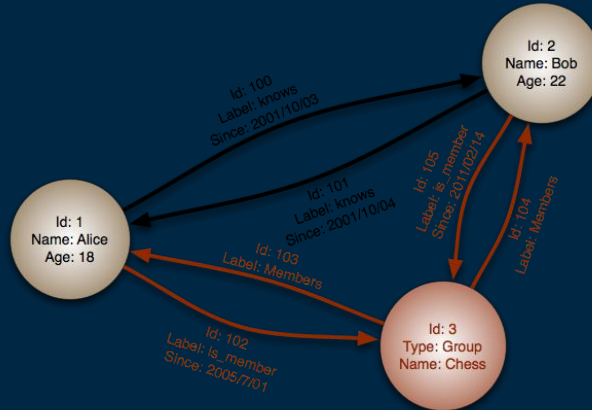 Id: 2
Name: Bob
Age: 22
Id: 100
Label: knows
Since: 2001/10/03
Id: 101
Label: knows
Since: 2001/10/04
Id: 105
Label: is_member
Since: 2011/02/14
Id: 104
Label: Members
Id: 1
Name: Alice
Age: 18
Id: 103
Label: Members
Id: 102
Label: is_member
Since: 2005/7/01
Id: 3
Type: Group
Name: Chess